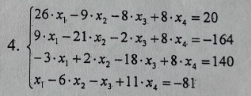 26·x₁−9·x₂−8·x₃+8·x₄=20
4. 9·x₁−21·x₂−2·x₃+8·x₄=−164
−3·x₁+2·x₂−18·x₃+8·x₄=140
x₁−6·x₂−x₃+11·x₄=−81